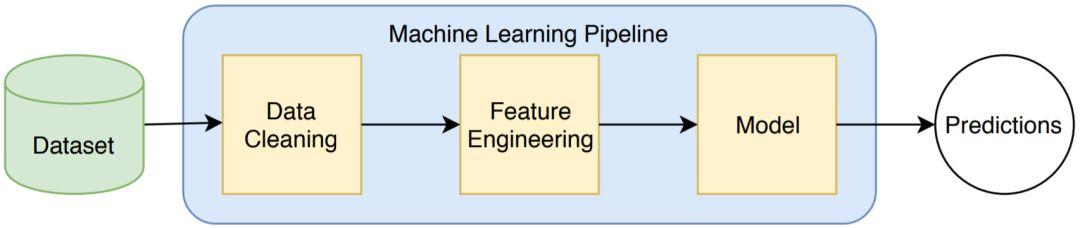 Machine Learning Pipeline
Dataset
Data
Cleaning
Feature
Engineering
Model
Predictions